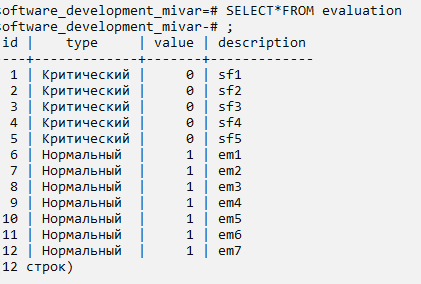 software_development_mivar=# SELECT*FROM evaluation
software_development_mivar-# ;
id | type | value | description
----+-------------+-------+-------------
1 | Критический | 0 | sf1
2 | Критический | 0 | sf2
3 | Критический | 0 | sf3
4 | Критический | 0 | sf4
5 | Критический | 0 | sf5
6 | Нормальный | 1 | em1
7 | Нормальный | 1 | em2
8 | Нормальный | 1 | em3
9 | Нормальный | 1 | em4
10 | Нормальный | 1 | em5
11 | Нормальный | 1 | em6
12 | Нормальный | 1 | em7
12 строк)